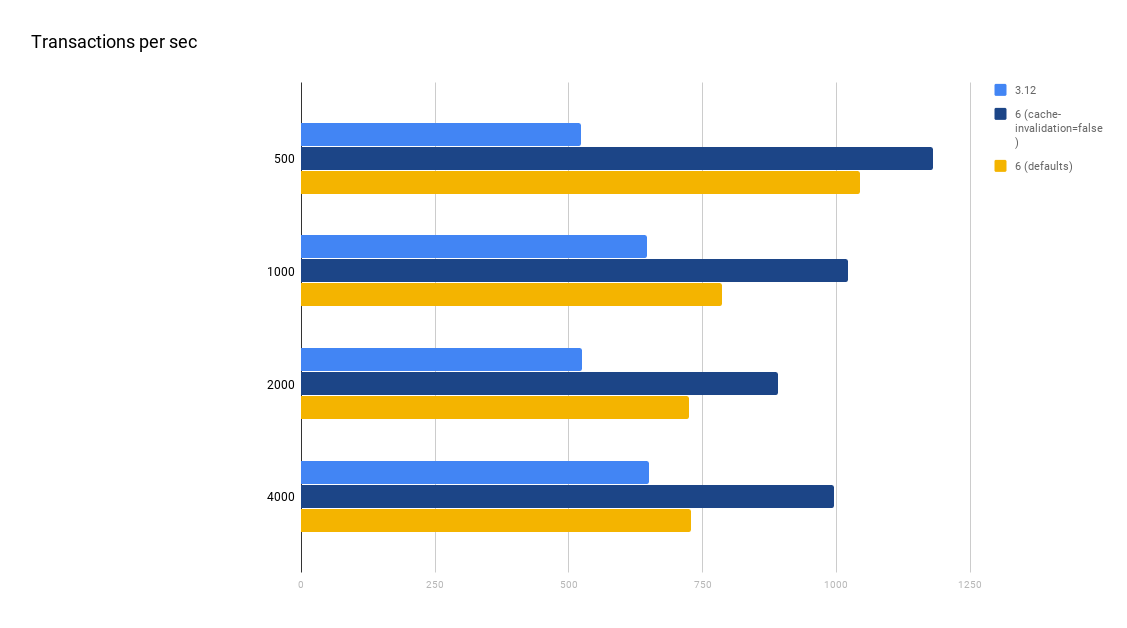 Transactions per sec
3.12
6 (cache-
invalidation=false
)
6 (defaults)
500
1000
2000
4000
0 250 500 750 1000 1250